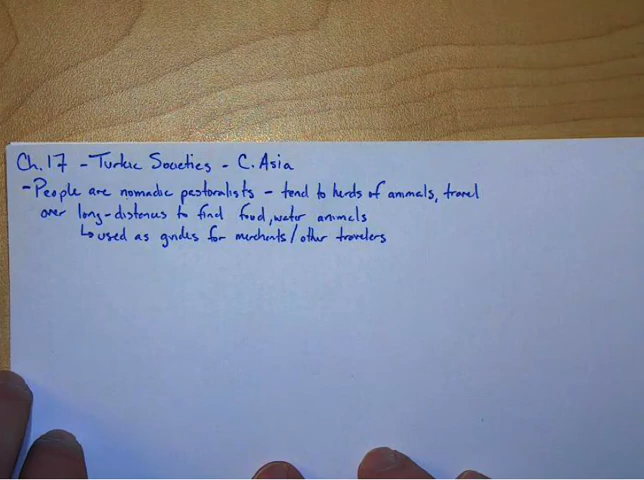 Ch. 17 - Turkic Societies - C. Asia
- People are nomadic pastoralists - tend to herds of animals, travel
over long-distances to find food, water animals
↳ used as guides for merchants/other travelers